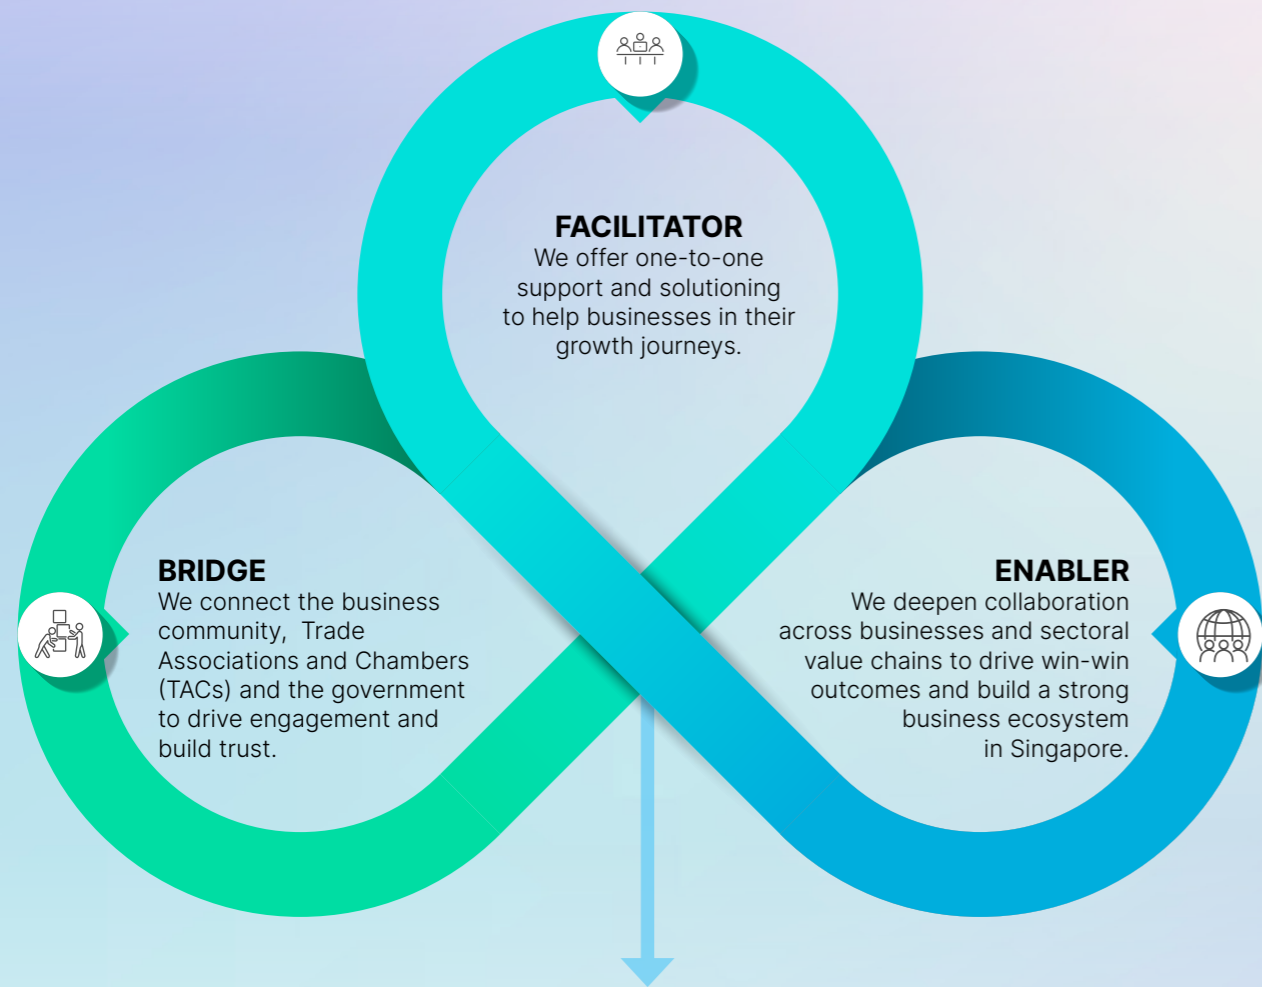 FACILITATOR
We offer one-to-one
support and solutioning
to help businesses in their
growth journeys.
BRIDGE
We connect the business
community, Trade
Associations and Chambers
(TACs) and the government
to drive engagement and
build trust.
ENABLER
We deepen collaboration
across businesses and sectoral
value chains to drive win-win
outcomes and build a strong
business ecosystem
in Singapore.